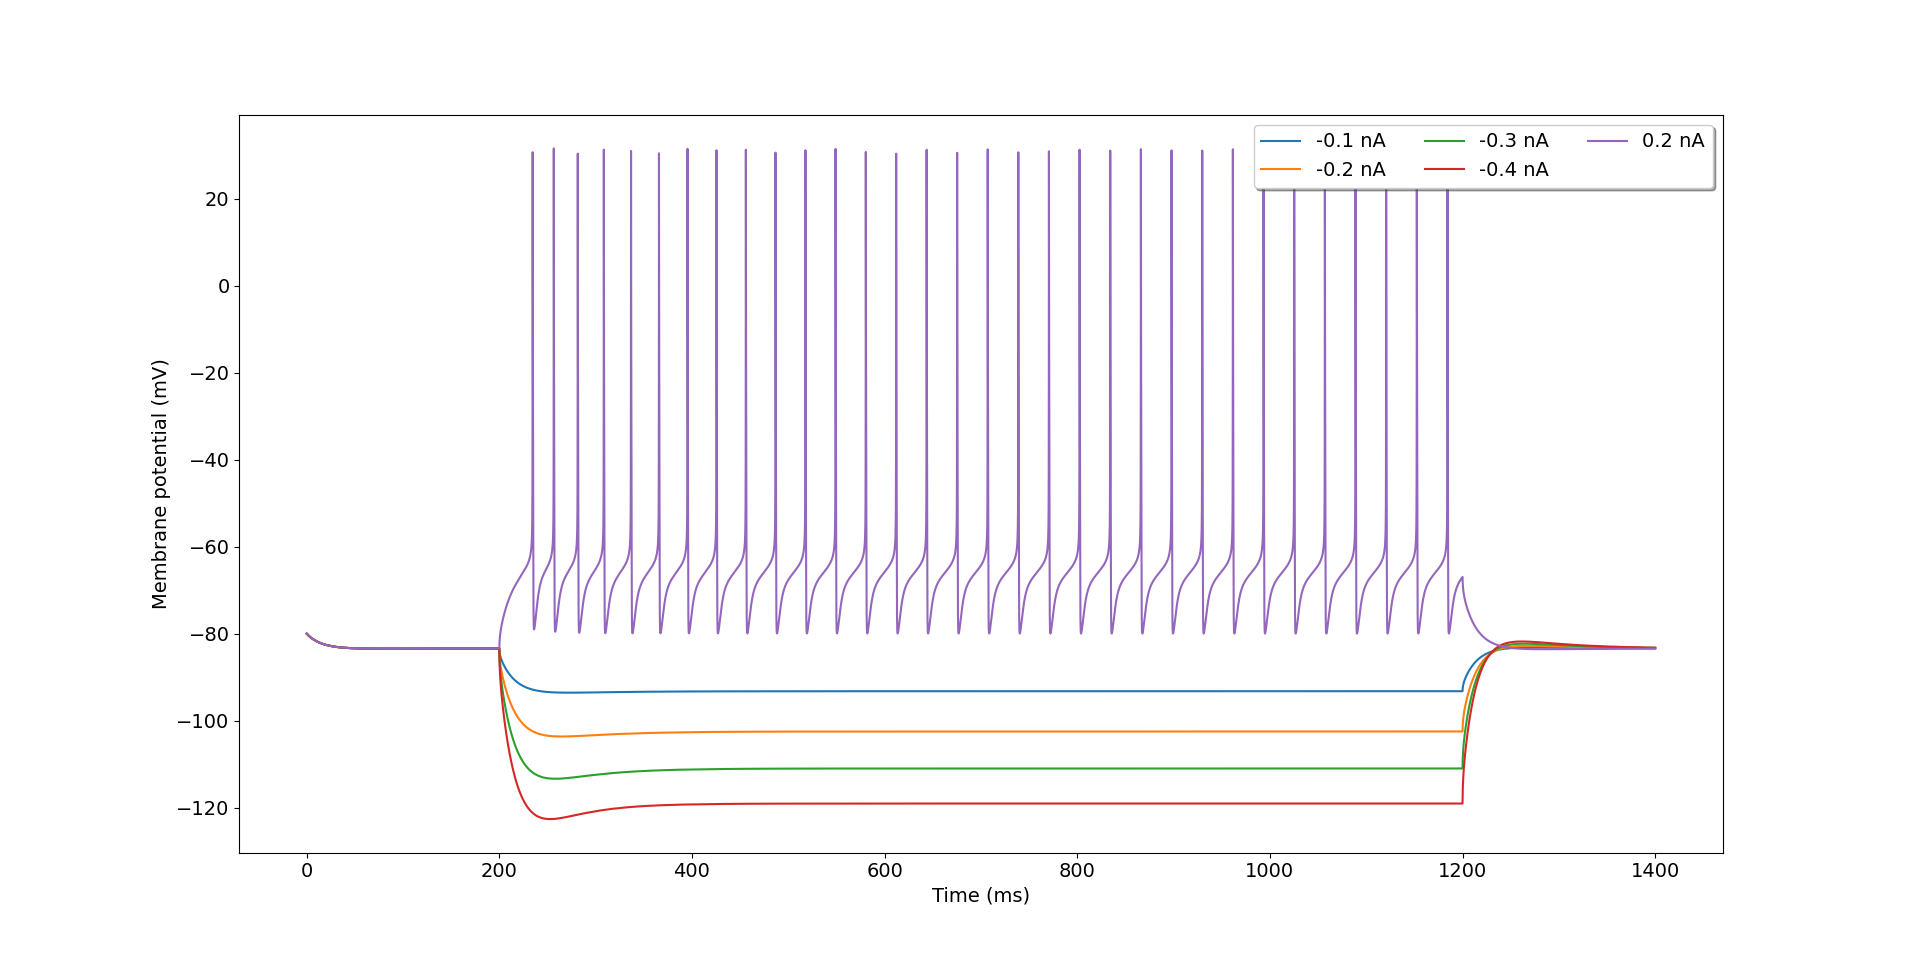 -0.1 nA
-0.2 nA
-0.3 nA
-0.4 nA
0.2 nA
20
0
−20
−40
−60
−80
−100
−120
Membrane potential (mV)
0 200 400 600 800 1000 1200 1400
Time (ms)